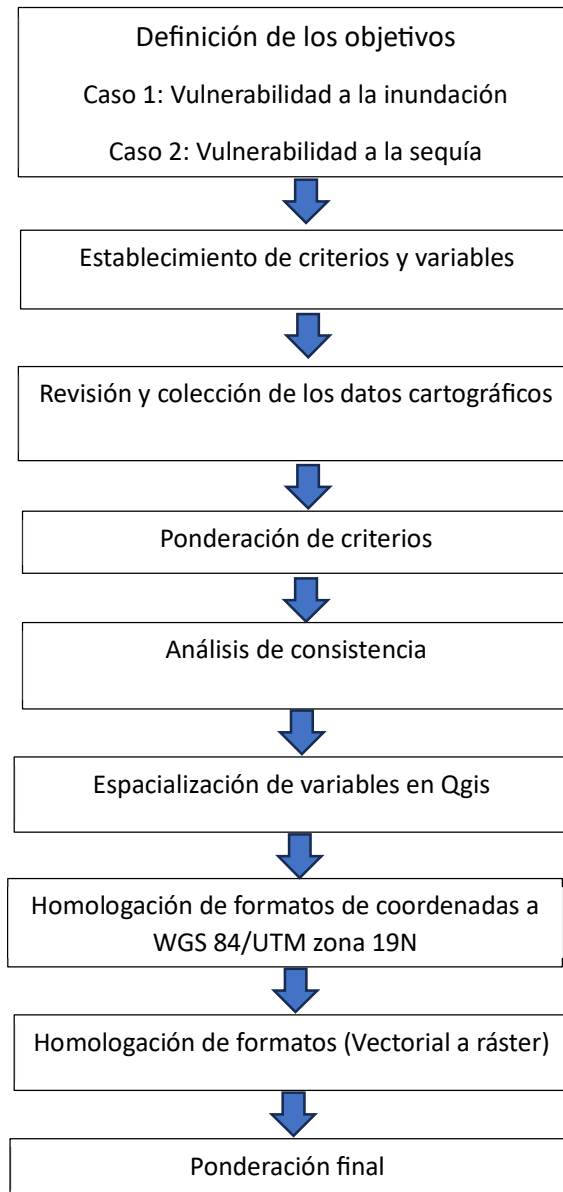 Definición de los objetivos
Caso 1: Vulnerabilidad a la inundación
Caso 2: Vulnerabilidad a la sequía
Establecimiento de criterios y variables
Revisión y colección de los datos cartográficos
Ponderación de criterios
Análisis de consistencia
Espacialización de variables en Qgis
Homologación de formatos de coordenadas a
WGS 84/UTM zona 19N
Homologación de formatos (Vectorial a ráster)
Ponderación final